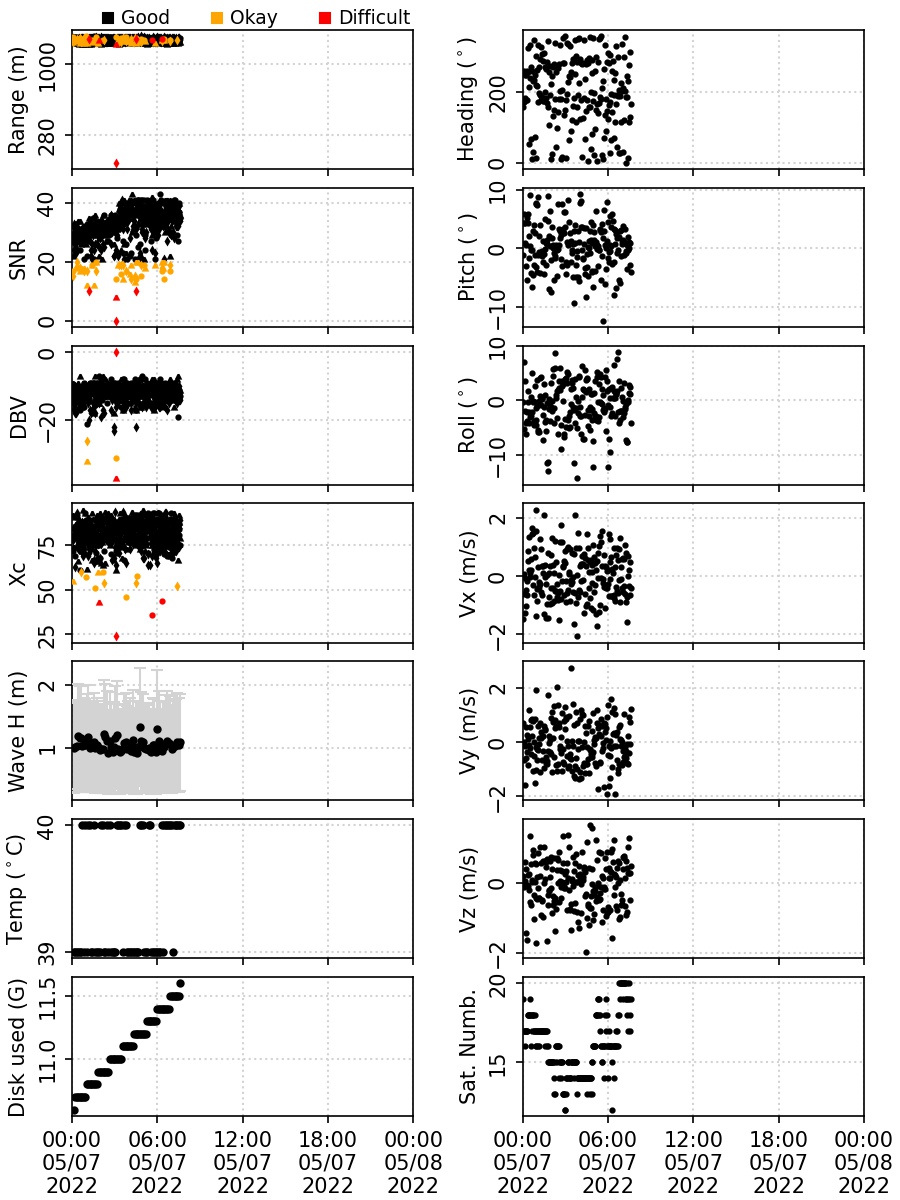 Good Okay Difficult
Range (m)
1000
280
Heading (°)
200
0
SNR
40
20
0
Pitch (°)
10
0
−10
DBV
0
−20
Roll (°)
10
0
−10
Xc
75
50
25
Vx (m/s)
2
0
−2
Wave H (m)
2
1
Vy (m/s)
2
0
−2
Temp (°C)
40
39
Vz (m/s)
0
−2
Disk used (G)
11.5
11.0
Sat. Numb.
20
15
00:00 06:00 12:00 18:00 00:00
05/07 05/07 05/07 05/07 05/08
2022 2022 2022 2022 2022
00:00 06:00 12:00 18:00 00:00
05/07 05/07 05/07 05/07 05/08
2022 2022 2022 2022 2022